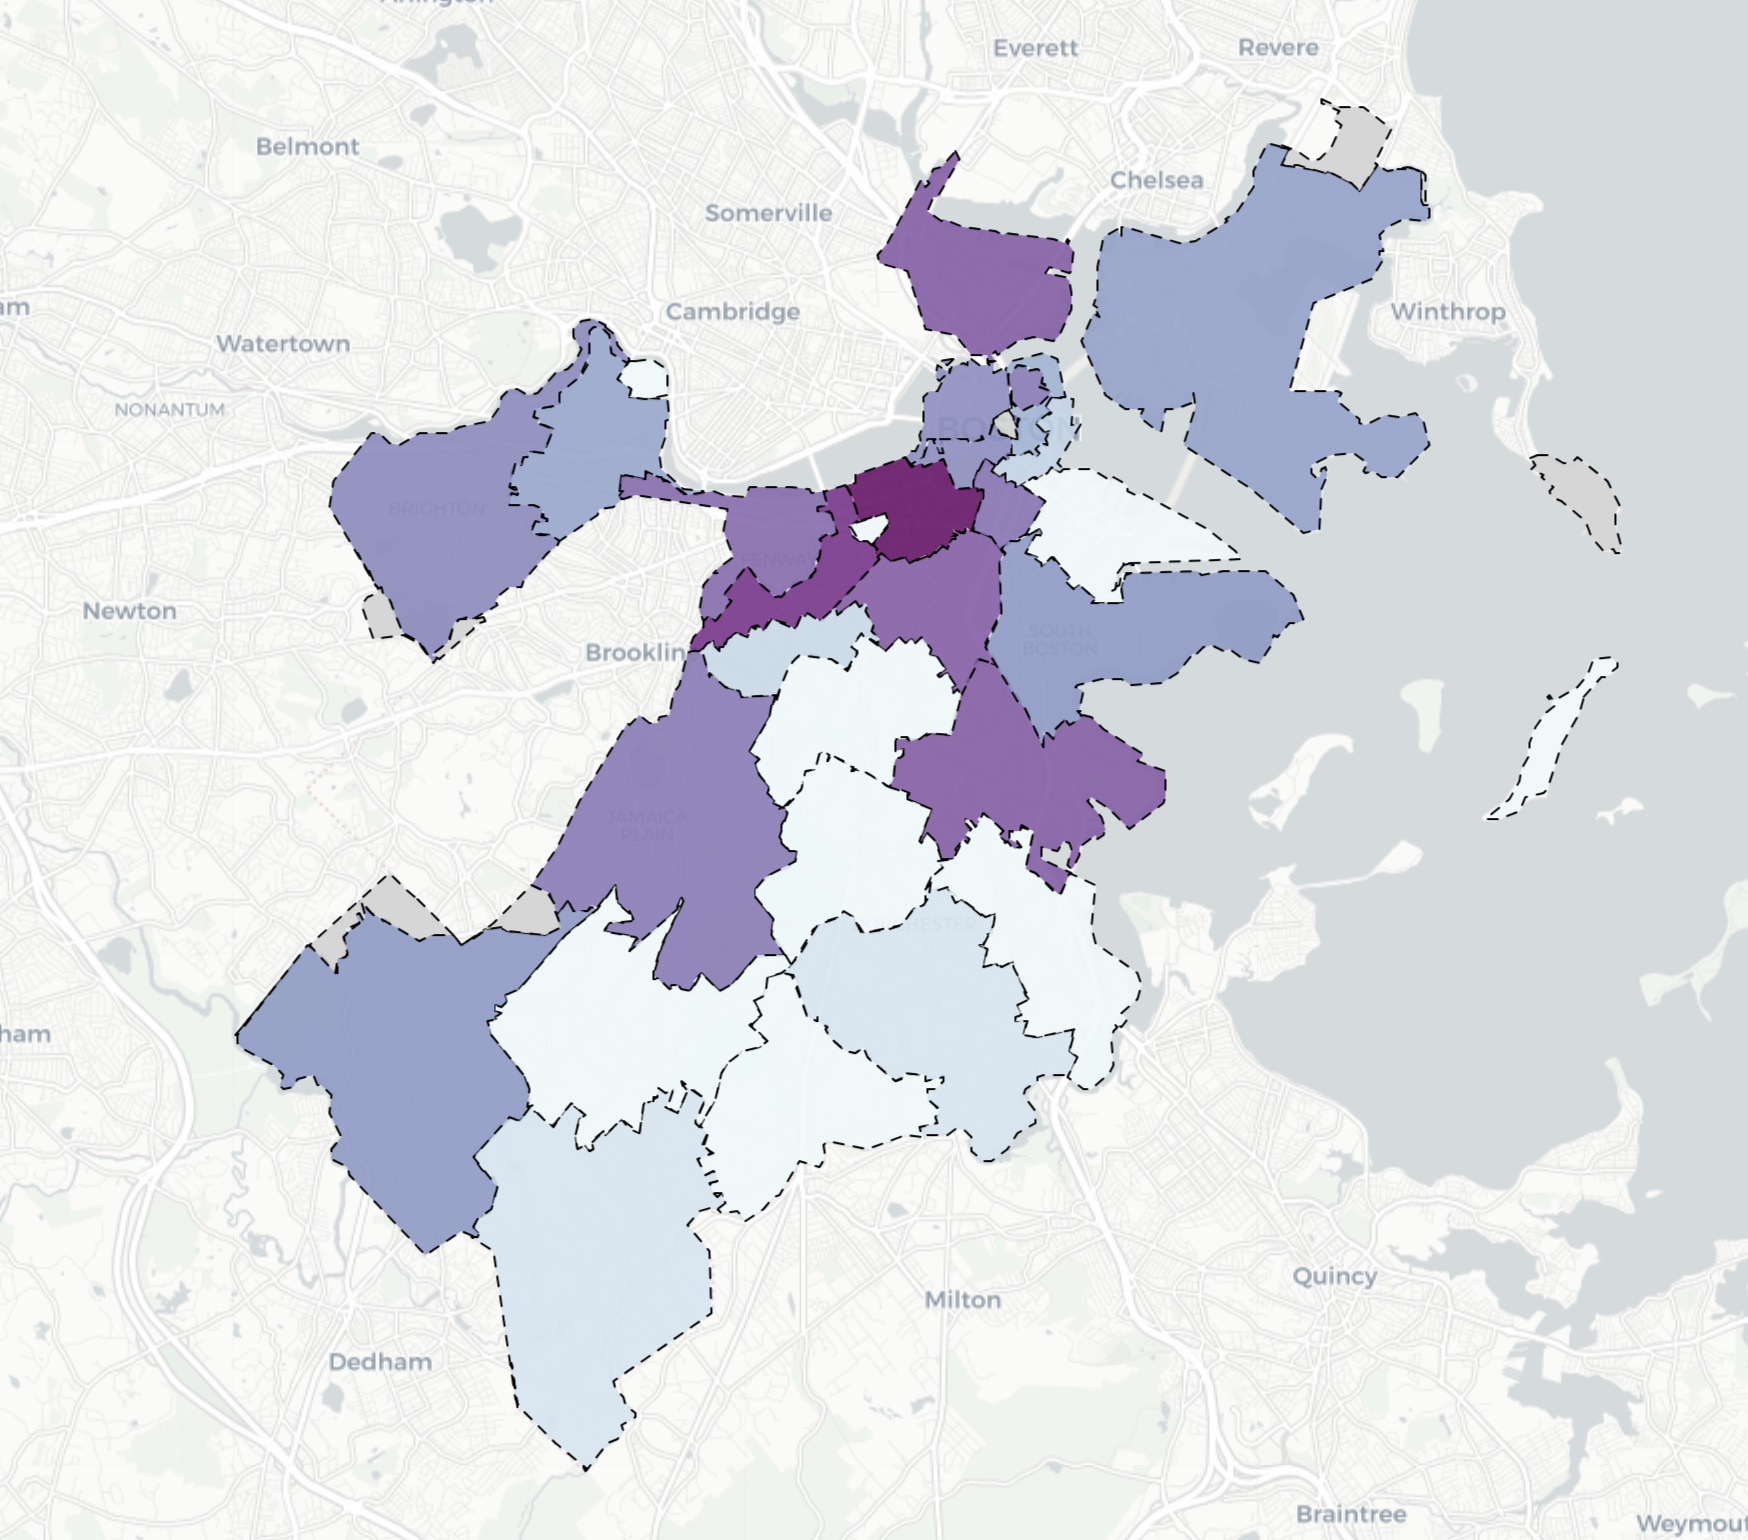 Arlington
Everett
Revere
Belmont
Chelsea
Somerville
Cambridge
Winthrop
Watertown
NONANTUM
BOSTON
BRIGHTON
FENWAY
Newton
SOUTH
BOSTON
Brooklin
JAMAICA
PLAIN
DORCHESTER
ham
Quincy
Milton
Dedham
Braintree
Weymout